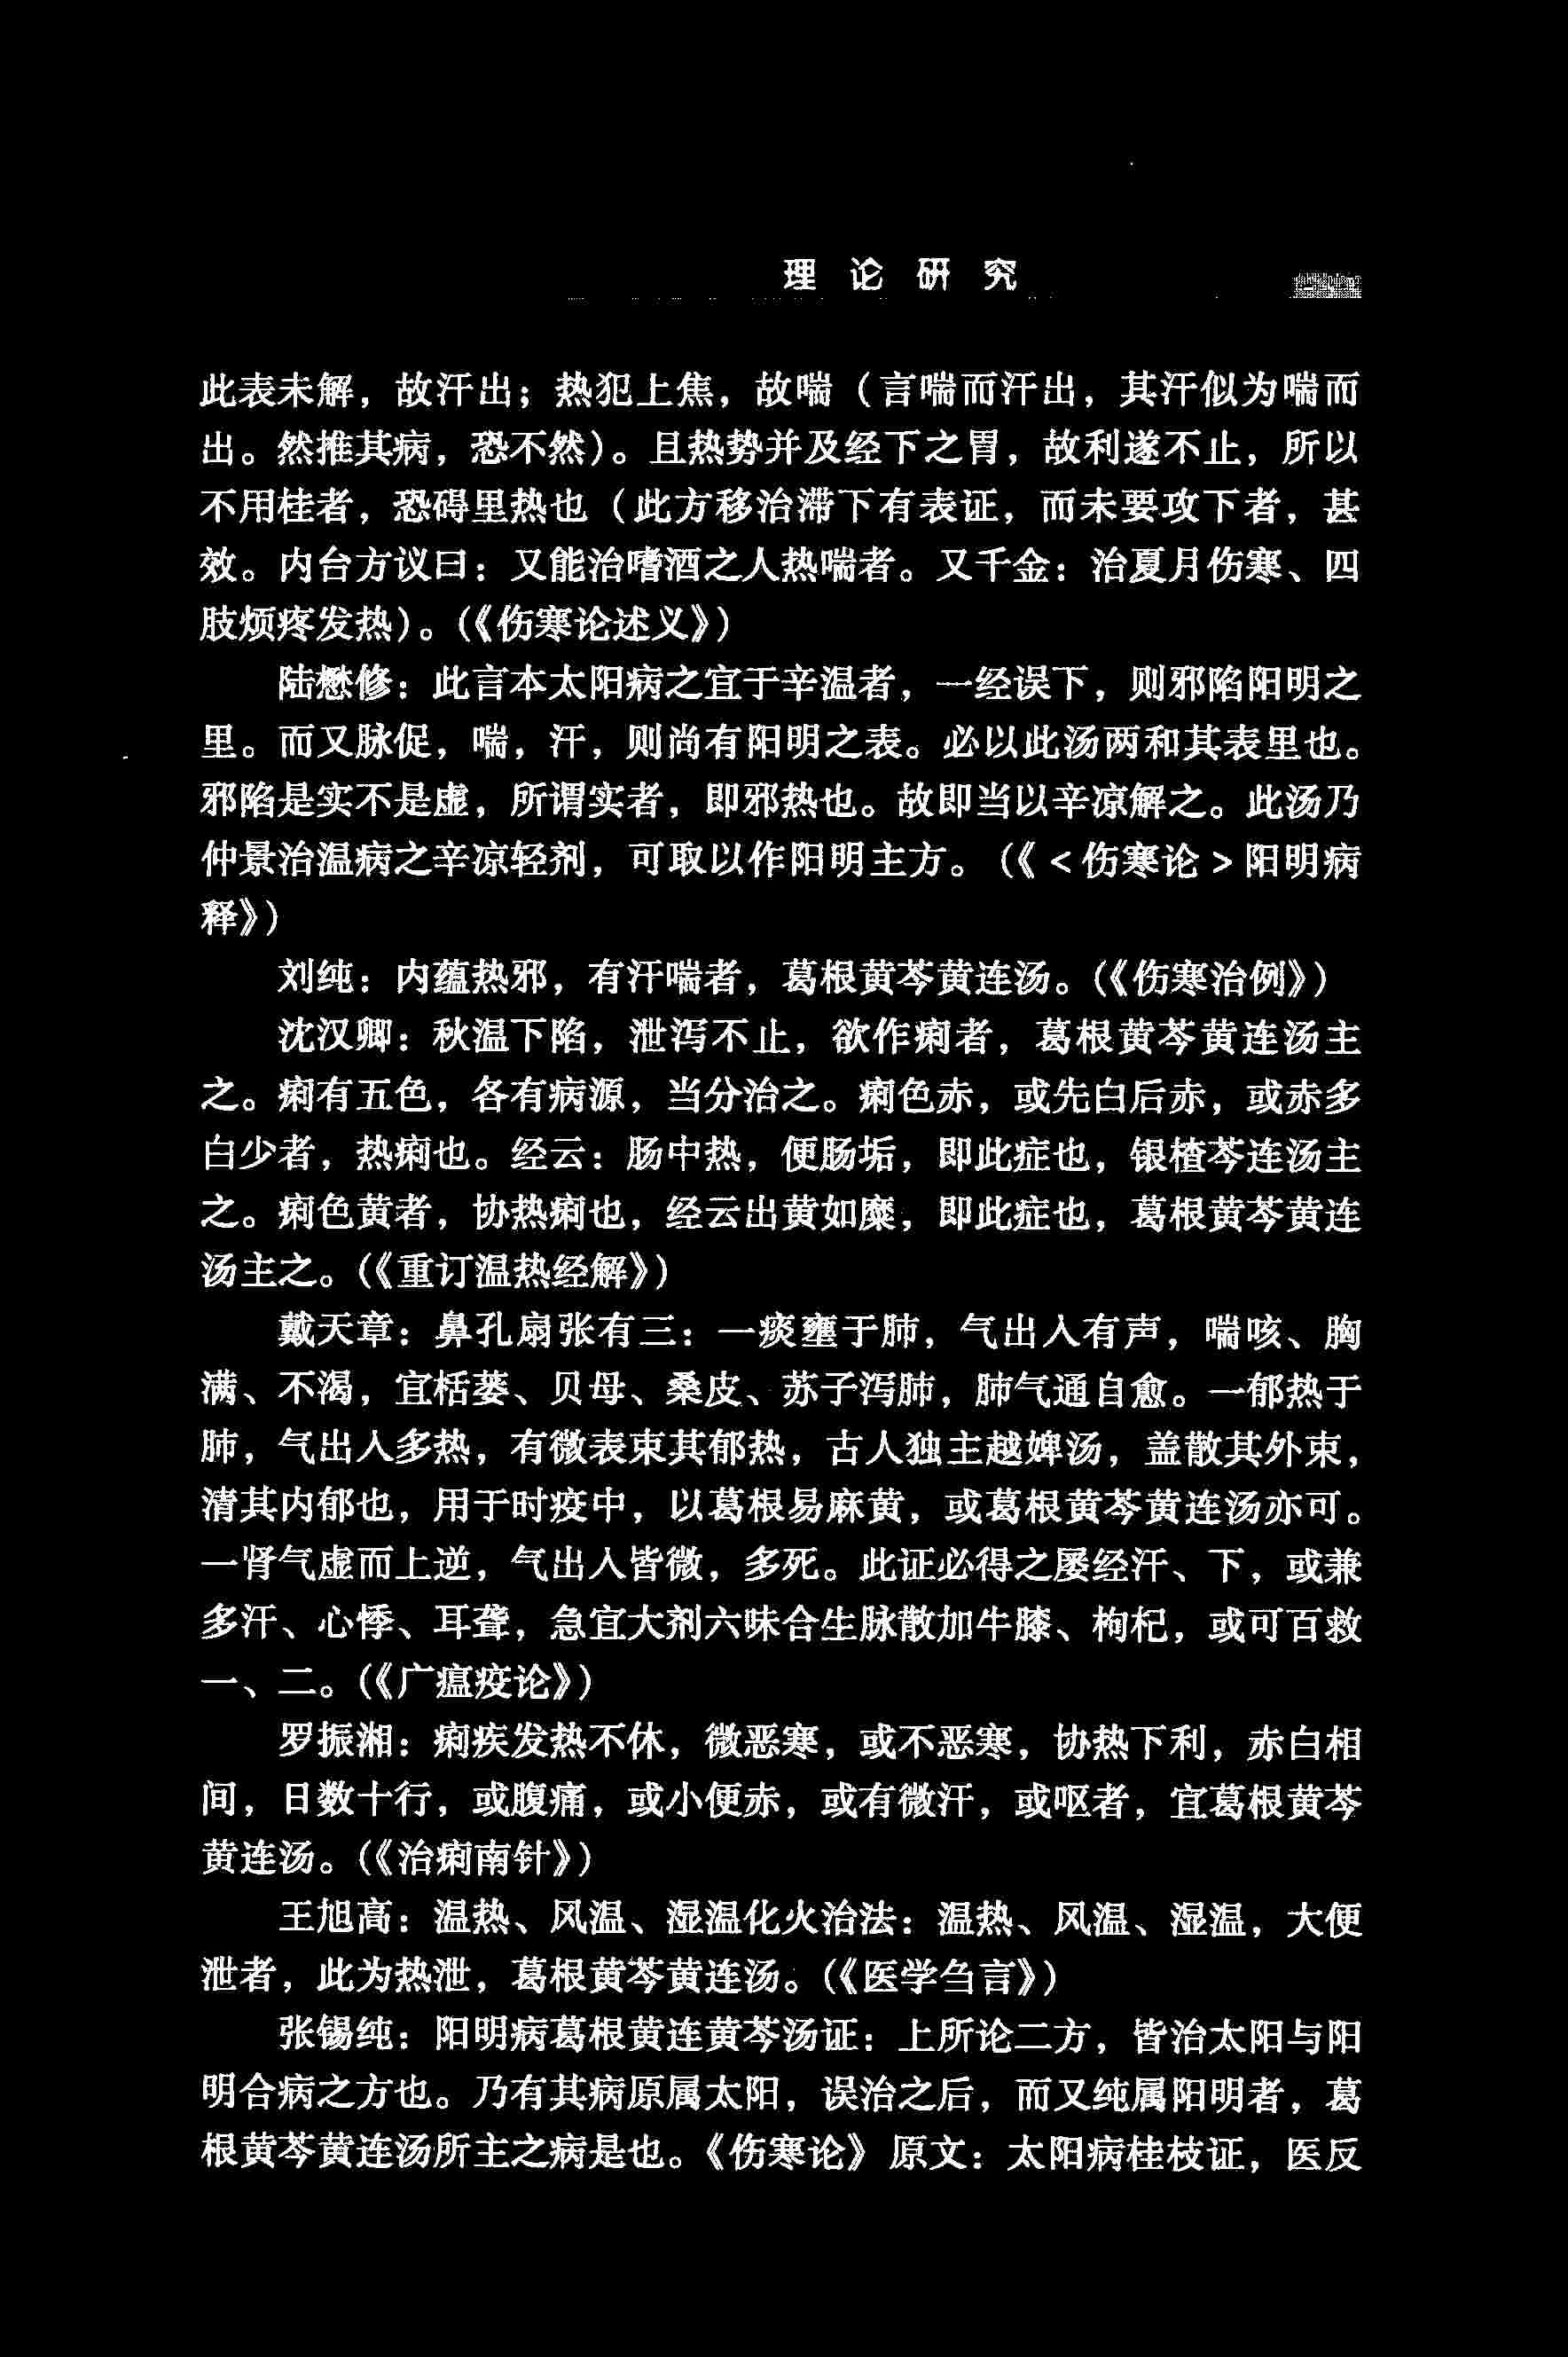 理论研究
此表未解，故汗出；热犯上焦，故喘（言喘而汗出，其汗似为喘而
出。然推其病，恐不然）。且热势并及经下之胃，故利遂不止，所以
不用桂者，恐碍里热也（此方移治滞下有表证，而未要攻下者，甚
效。内台方议曰：又能治嗜酒之人热喘者。又千金：治夏月伤寒、四
肢烦疼发热）。（《伤寒论述义》）
陆懋修：此言本太阳病之宜于辛温者，一经误下，则邪陷阳明之
里。而又脉促，喘，汗，则尚有阳明之表。必以此汤两和其表里也。
邪陷是实不是虚，所谓实者，即邪热也。故即当以辛凉解之。此汤乃
仲景治温病之辛凉轻剂，可取以作阳明主方。（《<伤寒论>阳明病
释》）
刘纯：内蕴热邪，有汗喘者，葛根黄芩黄连汤。（《伤寒治例》）
沈汉卿：秋温下陷，泄泻不止，欲作痢者，葛根黄芩黄连汤主
之。痢有五色，各有病源，当分治之。痢色赤，或先白后赤，或赤多
白少者，热痢也。经云：肠中热，便肠垢，即此症也，银楂芩连汤主
之。痢色黄者，协热痢也，经云出黄如糜，即此症也，葛根黄芩黄连
汤主之。（《重订温热经解》）
戴天章：鼻孔扇张有三：一痰壅于肺，气出入有声，喘咳、胸
满、不渴，宜栝蒌、贝母、桑皮、苏子泻肺，肺气通自愈。一郁热于
肺，气出入多热，有微表束其郁热，古人独主越婢汤，盖散其外束，
清其内郁也，用于时疫中，以葛根易麻黄，或葛根黄芩黄连汤亦可。
一肾气虚而上逆，气出入皆微，多死。此证必得之屡经汗、下，或兼
多汗、心悸、耳聋，急宜大剂六味合生脉散加牛膝、枸杞，或可百救
一、二。（《广瘟疫论》）
罗振湘：痢疾发热不休，微恶寒，或不恶寒，协热下利，赤白相
间，日数十行，或腹痛，或小便赤，或有微汗，或呕者，宜葛根黄芩
黄连汤。（《治痢南针》）
王旭高：温热、风温、湿温化火治法：温热、风温、湿温，大便
泄者，此为热泄，葛根黄芩黄连汤。（《医学刍言》）
张锡纯：阳明病葛根黄连黄芩汤证：上所论二方，皆治太阳与阳
明合病之方也。乃有其病原属太阳，误治之后，而又纯属阳明者，葛
根黄芩黄连汤所主之病是也。《伤寒论》原文：太阳病桂枝证，医反